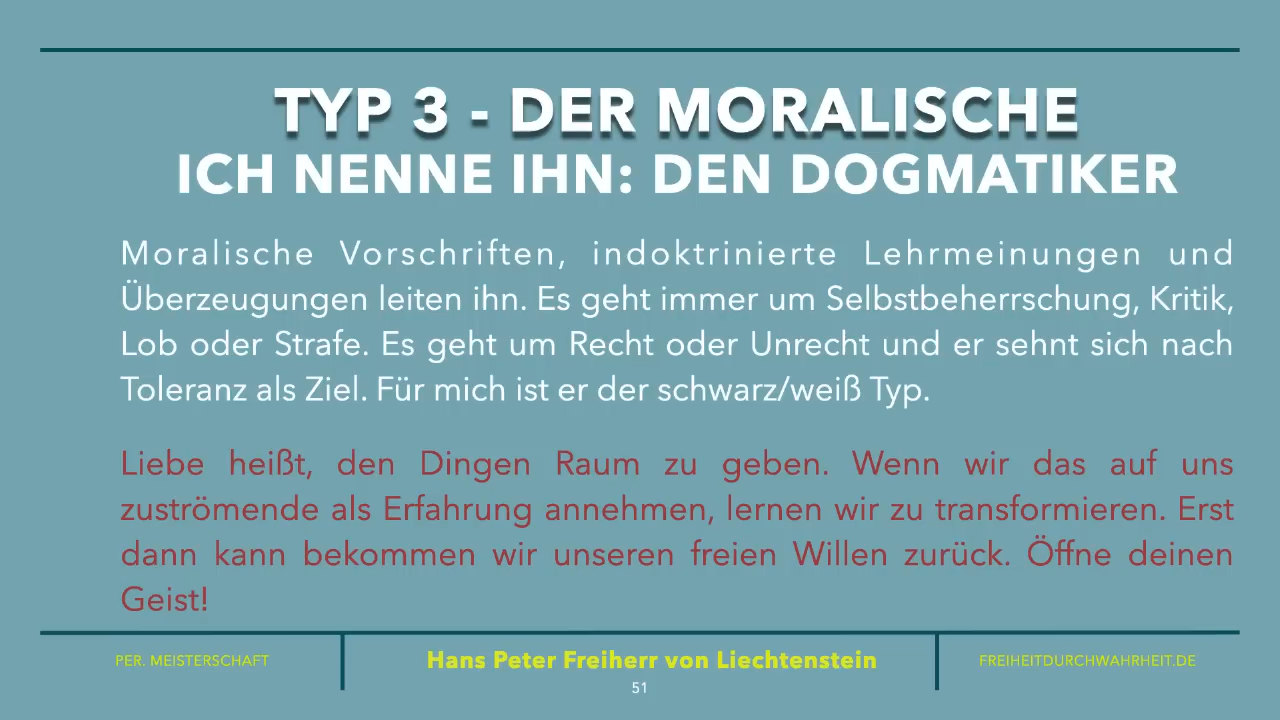 TYP 3 - DER MORALISCHE
ICH NENNE IHN: DEN DOGMATIKER
Moralische Vorschriften, indoktrinierte Lehrmeinungen und
Überzeugungen leiten ihn. Es geht immer um Selbstbeherrschung, Kritik,
Lob oder Strafe. Es geht um Recht oder Unrecht und er sehnt sich nach
Toleranz als Ziel. Für mich ist er der schwarz/weiß Typ.
Liebe heißt, den Dingen Raum zu geben. Wenn wir das auf uns
zuströmende als Erfahrung annehmen, lernen wir zu transformieren. Erst
dann kann bekommen wir unseren freien Willen zurück. Öffne deinen
Geist!
PER. MEISTERSCHAFT
Hans Peter Freiherr von Liechtenstein
FREIHEITDURCHWAHRHEIT.DE
51